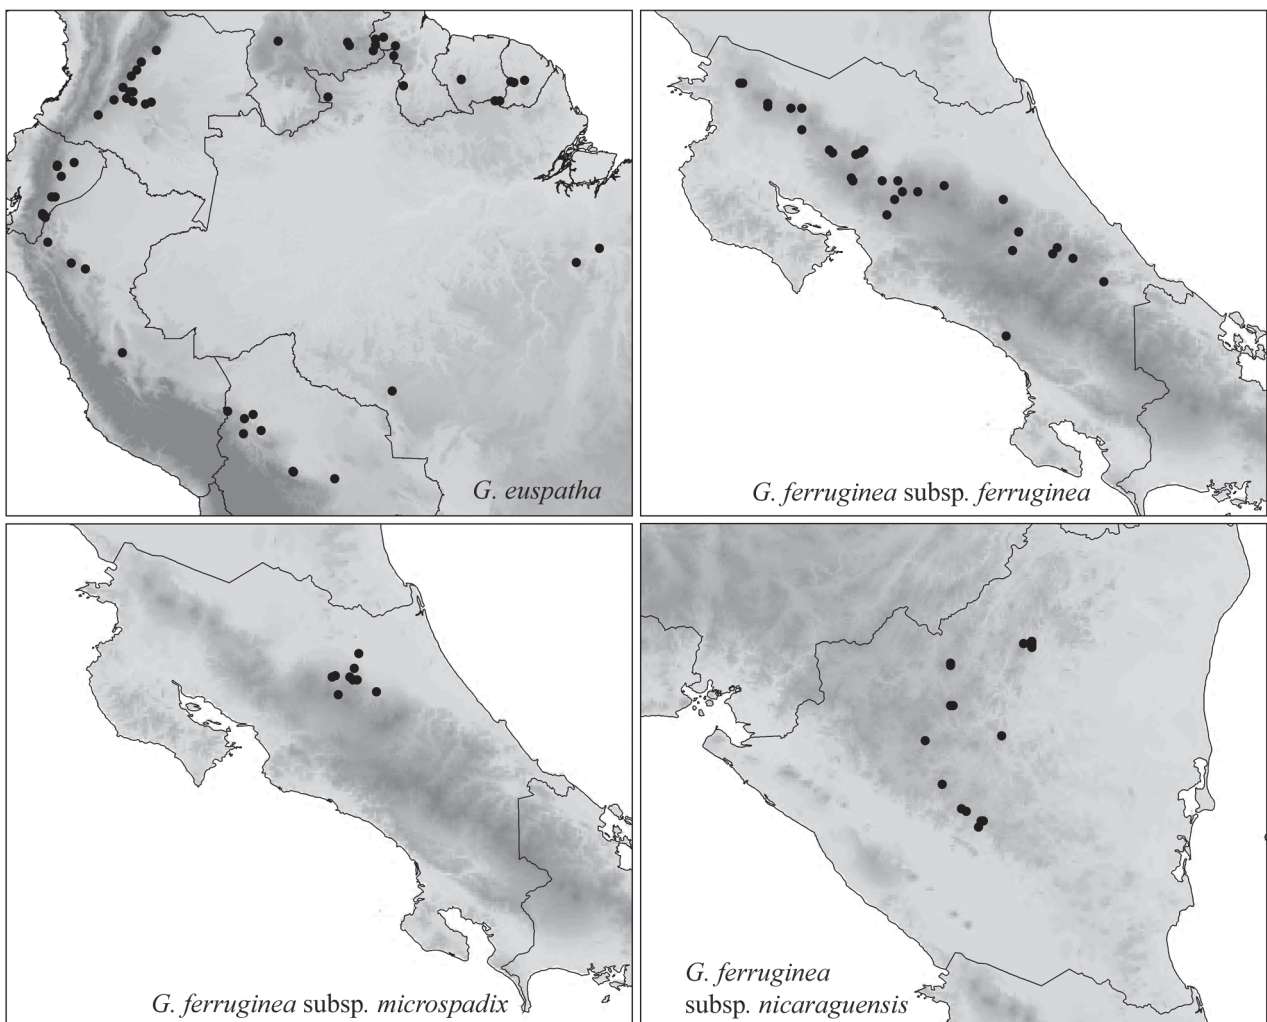 G. euspatha
G. ferruginea subsp. ferruginea
G. ferruginea subsp. microspadix
G. ferruginea
subsp. nicaraguensis